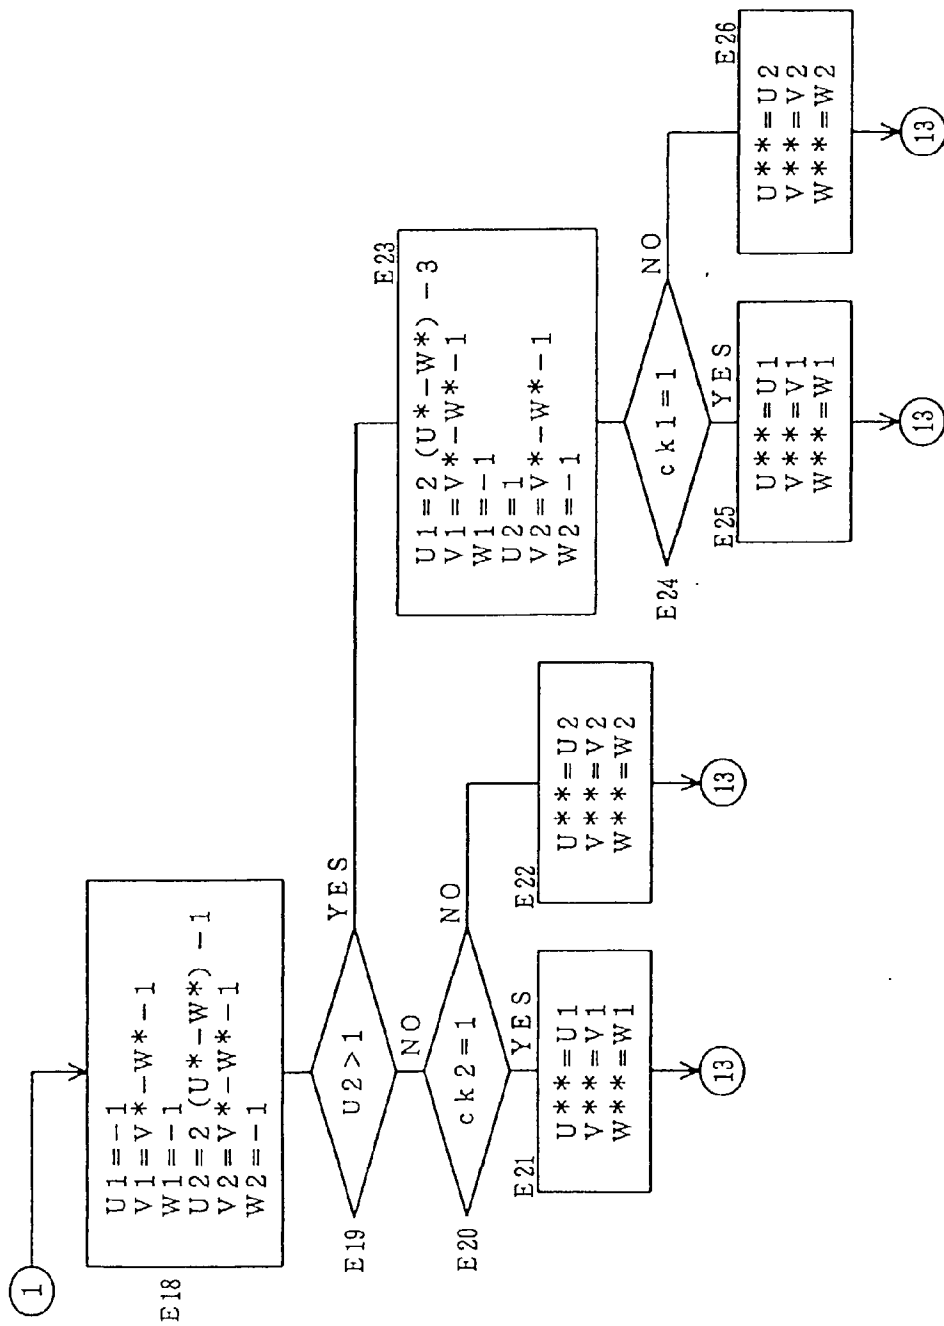 1
E18
U1=-1
V1=V*-W*-1
W1=-1
U2=2(U*-W*)-1
V2=V*-W*-1
W2=-1
E19
U2>1
YES
NO
E20
ck2=1
NO
YES
E21
U**=U1
V**=V1
W**=W1
13
E22
U**=U2
V**=V2
W**=W2
13
E23
U1=2(U*-W*)-3
V1=V*-W*-1
W1=-1
U2=1
V2=V*-W*-1
W2=-1
E24
ck1=1
NO
YES
E25
U**=U1
V**=V1
W**=W1
13
E26
U**=U2
V**=V2
W**=W2
13